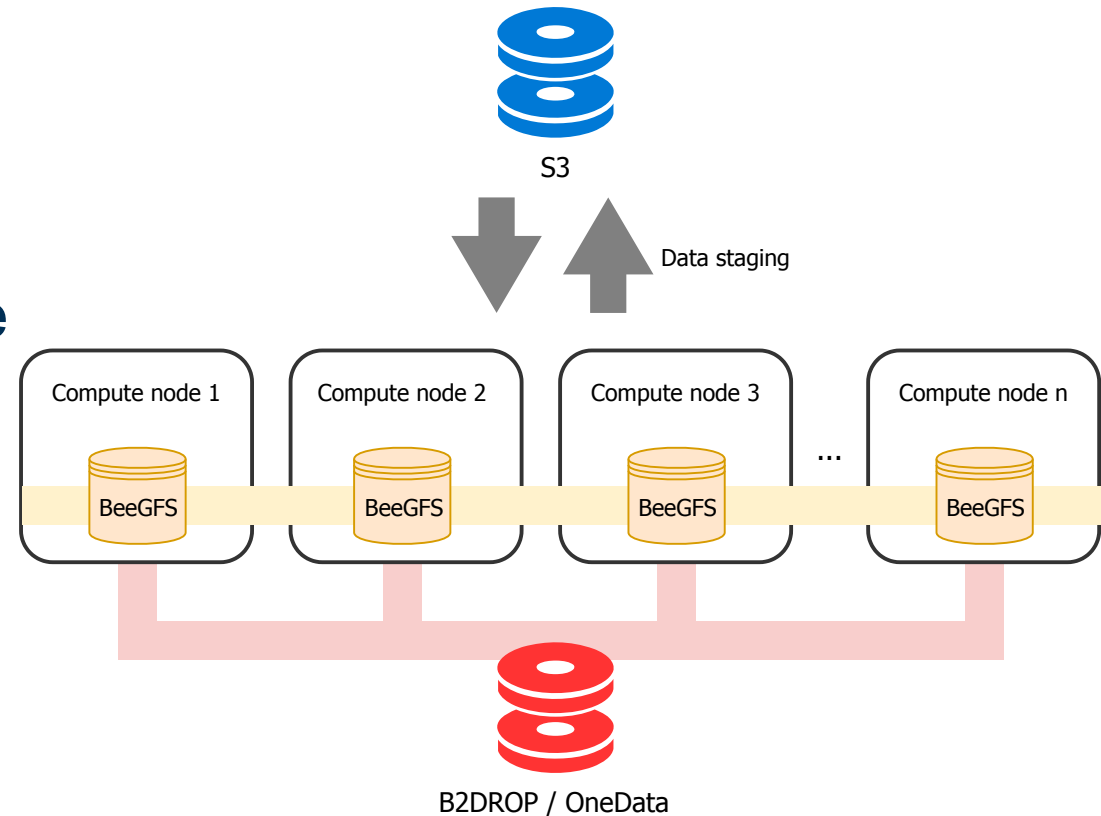 S3
Data staging
e
Compute node 1
Compute node 2
Compute node 3
Compute node n
...
BeeGFS
BeeGFS
BeeGFS
BeeGFS
B2DROP / OneData